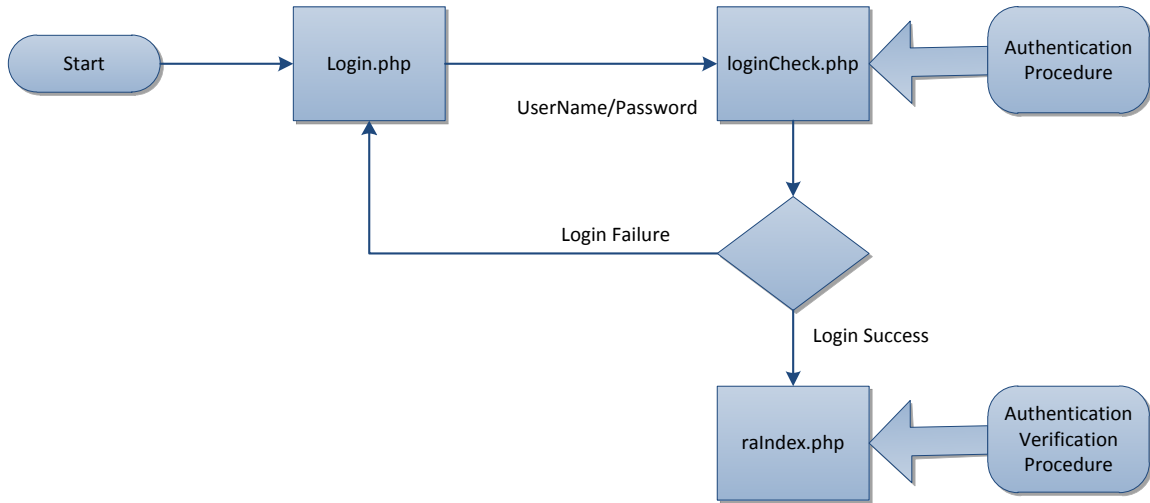 Start
Login.php
loginCheck.php
Authentication
Procedure
UserName/Password
Login Failure
Login Success
raIndex.php
Authentication
Verification
Procedure